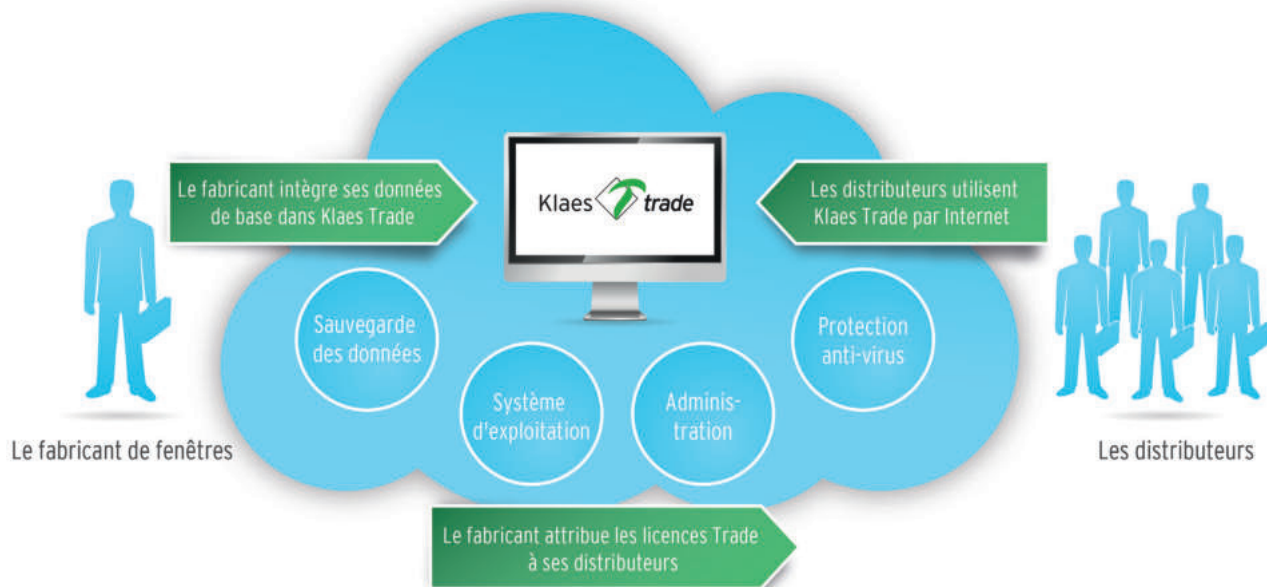 Le fabricant intègre ses données
de base dans Klaes Trade
Klaes trade
Les distributeurs utilisent
Klaes Trade par Internet
Sauvegarde
des données
Système
d'exploitation
Adminis-
tration
Protection
anti-virus
Le fabricant de fenêtres
Les distributeurs
Le fabricant attribue les licences Trade
à ses distributeurs